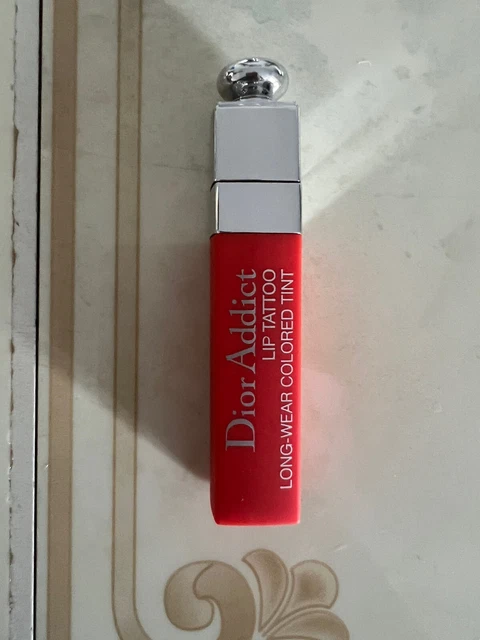 Dior Addict
LIP TATTOO
LONG-WEAR COLORED TINT